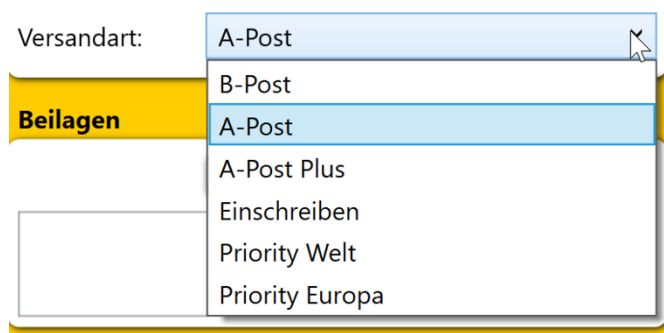 Versandart: A-Post
B-Post
Beilagen A-Post
A-Post Plus
Einschreiben
Priority Welt
Priority Europa